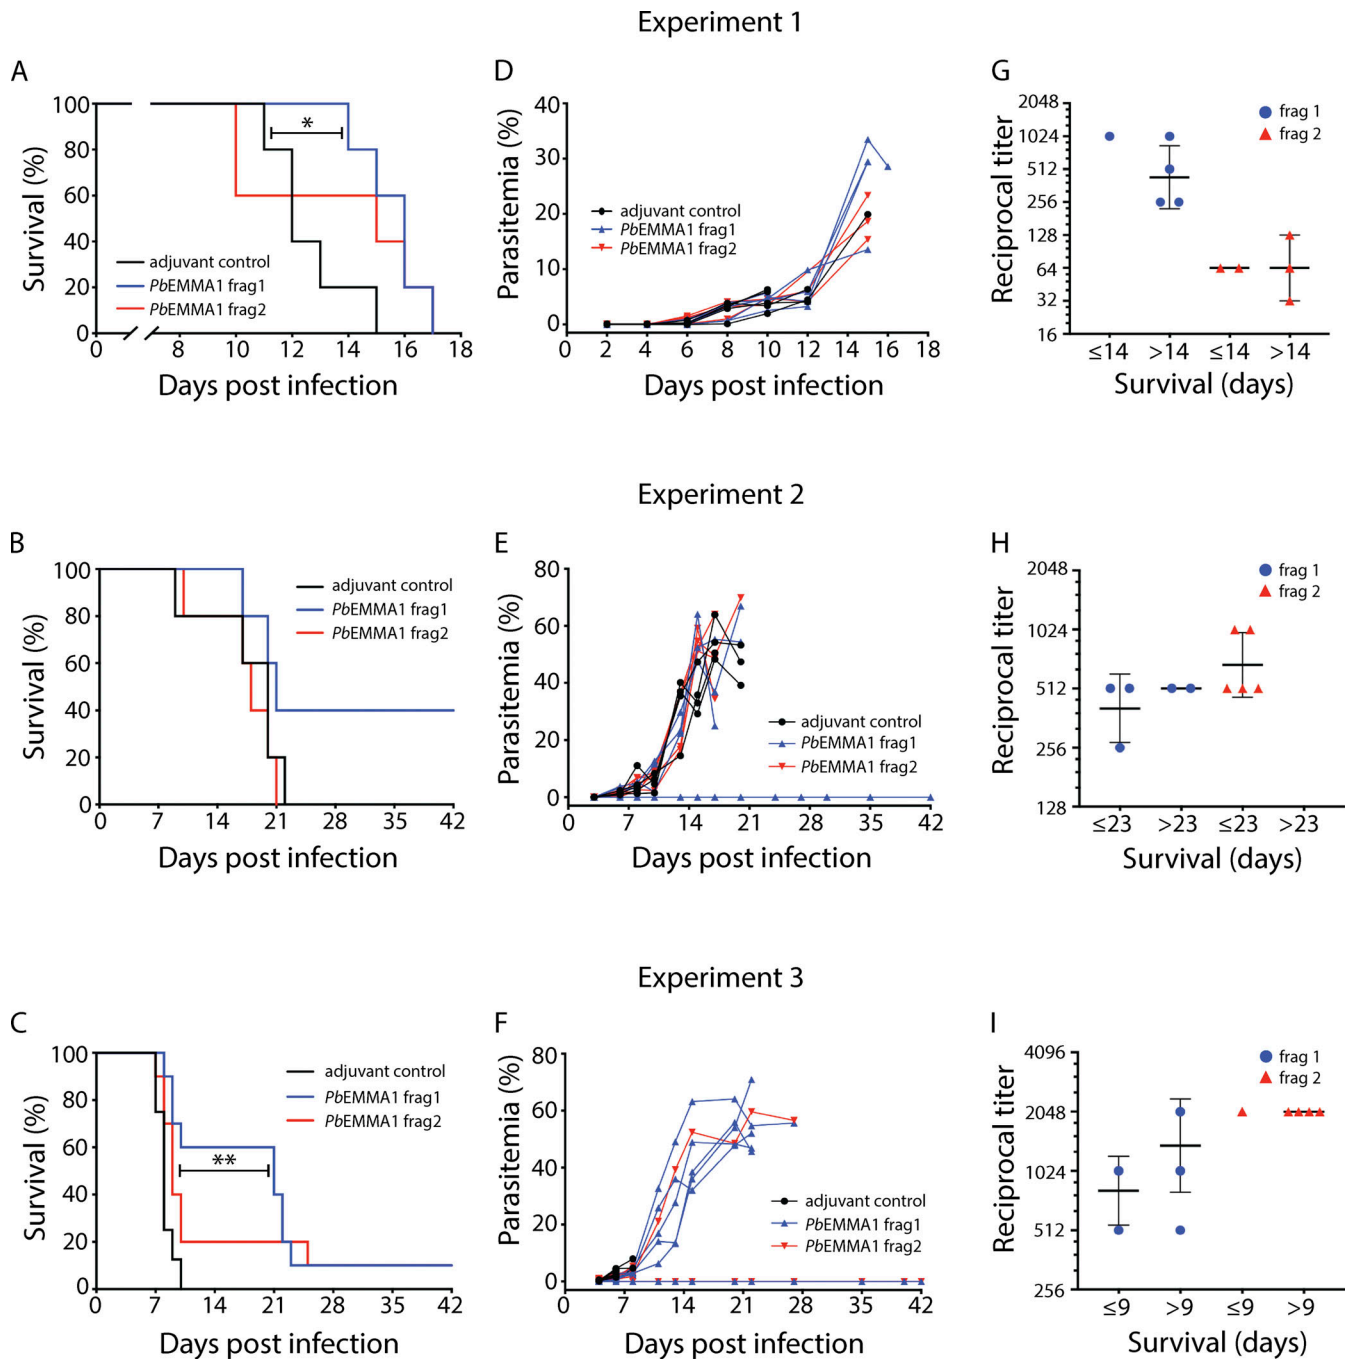 Experiment 1
A
Survival (%)
100
80
60
40
20
0
*
adjuvant control
PbEMMA1 frag1
PbEMMA1 frag2
0 8 10 12 14 16 18
Days post infection
D
Parasitemia (%)
40
30
20
10
0
adjuvant control
PbEMMA1 frag1
PbEMMA1 frag2
0 2 4 6 8 10 12 14 16 18
Days post infection
G
Reciprocal titer
2048
1024
512
256
128
64
32
16
frag 1
frag 2
≤14 >14 ≤14 >14
Survival (days)
Experiment 2
B
Survival (%)
100
80
60
40
20
0
adjuvant control
PbEMMA1 frag1
PbEMMA1 frag2
0 7 14 21 28 35 42
Days post infection
E
Parasitemia (%)
80
60
40
20
0
adjuvant control
PbEMMA1 frag1
PbEMMA1 frag2
0 7 14 21 28 35 42
Days post infection
H
Reciprocal titer
2048
1024
512
256
128
frag 1
frag 2
≤23 >23 ≤23 >23
Survival (days)
Experiment 3
C
Survival (%)
100
80
60
40
20
0
**
adjuvant control
PbEMMA1 frag1
PbEMMA1 frag2
0 7 14 21 28 35 42
Days post infection
F
Parasitemia (%)
80
60
40
20
0
adjuvant control
PbEMMA1 frag1
PbEMMA1 frag2
0 7 14 21 28 35 42
Days post infection
I
Reciprocal titer
4096
2048
1024
512
256
frag 1
frag 2
≤9 >9 ≤9 >9
Survival (days)